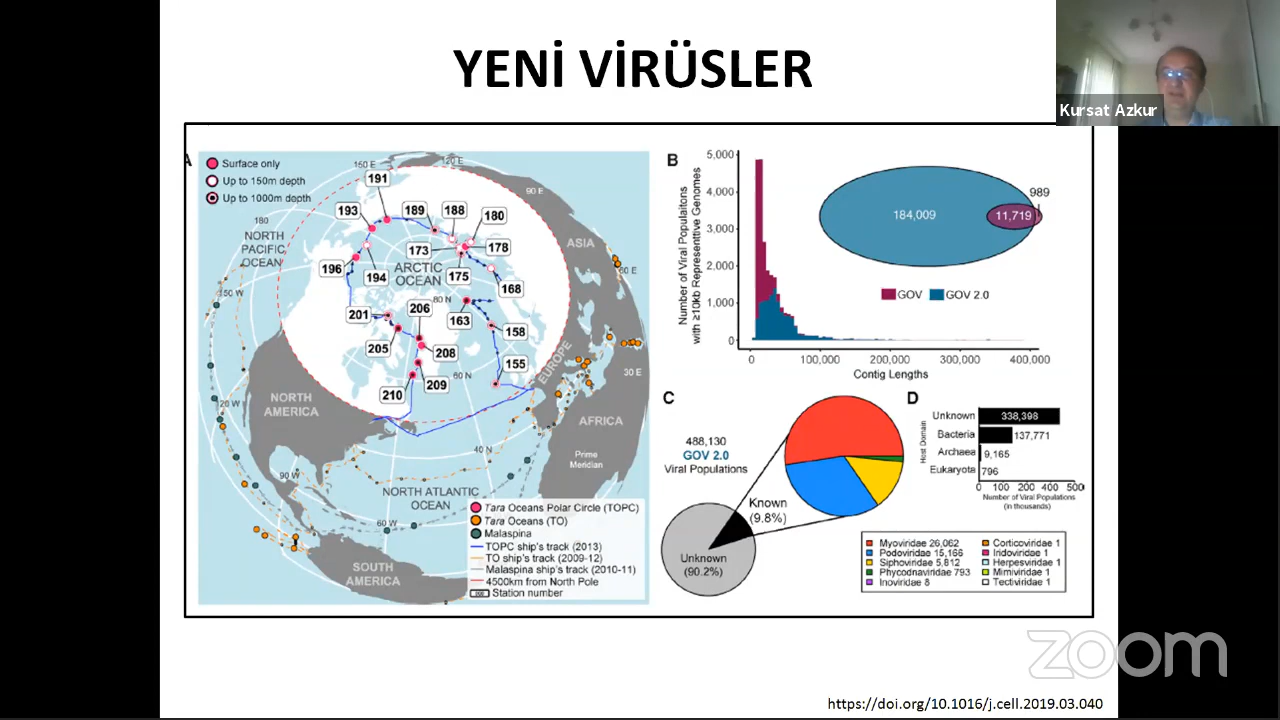 YENİ VİRÜSLER
Kursat Azkur
A
Surface only
Up to 150m depth
Up to 1000m depth
150 E
120 E
90 E
60 E
30 E
180
150 W
120 W
90 W
60 W
80 N
60 N
40 N
NORTH
PACIFIC
OCEAN
ARCTIC
OCEAN
ASIA
EUROPE
AFRICA
Prime
Meridian
NORTH
AMERICA
NORTH ATLANTIC
OCEAN
SOUTH
AMERICA
191
193
189
188
180
173
178
196
194
175
168
201
206
163
158
205
208
155
210
209
Tara Oceans Polar Circle (TOPC)
Tara Oceans (TO)
Malaspina
TOPC ship's track (2013)
TO ship's track (2009-12)
Malaspina ship's track (2010-11)
4500km from North Pole
Station number
B
Number of Viral Populaitons
with ≥10kb Representitive Genomes
5,000
4,000
3,000
2,000
1,000
0
0
100,000
200,000
300,000
400,000
Contig Lengths
184,009
11,719
989
GOV
GOV 2.0
C
488,130
GOV 2.0
Viral Populations
Known
(9.8%)
Unknown
(90.2%)
D
Host Domain
Unknown 338,398
Bacteria 137,771
Archaea 9,165
Eukaryota 796
0 100 200 300 400 500
Number of Viral Populations
(in thousands)
Myoviridae 26,062
Podoviridae 15,166
Siphoviridae 5,812
Phycodnaviridae 793
Inoviridae 8
Corticoviridae 1
Iridoviridae 1
Herpesviridae 1
Mimiviridae 1
Tectiviridae 1
zoom
https://doi.org/10.1016/j.cell.2019.03.040